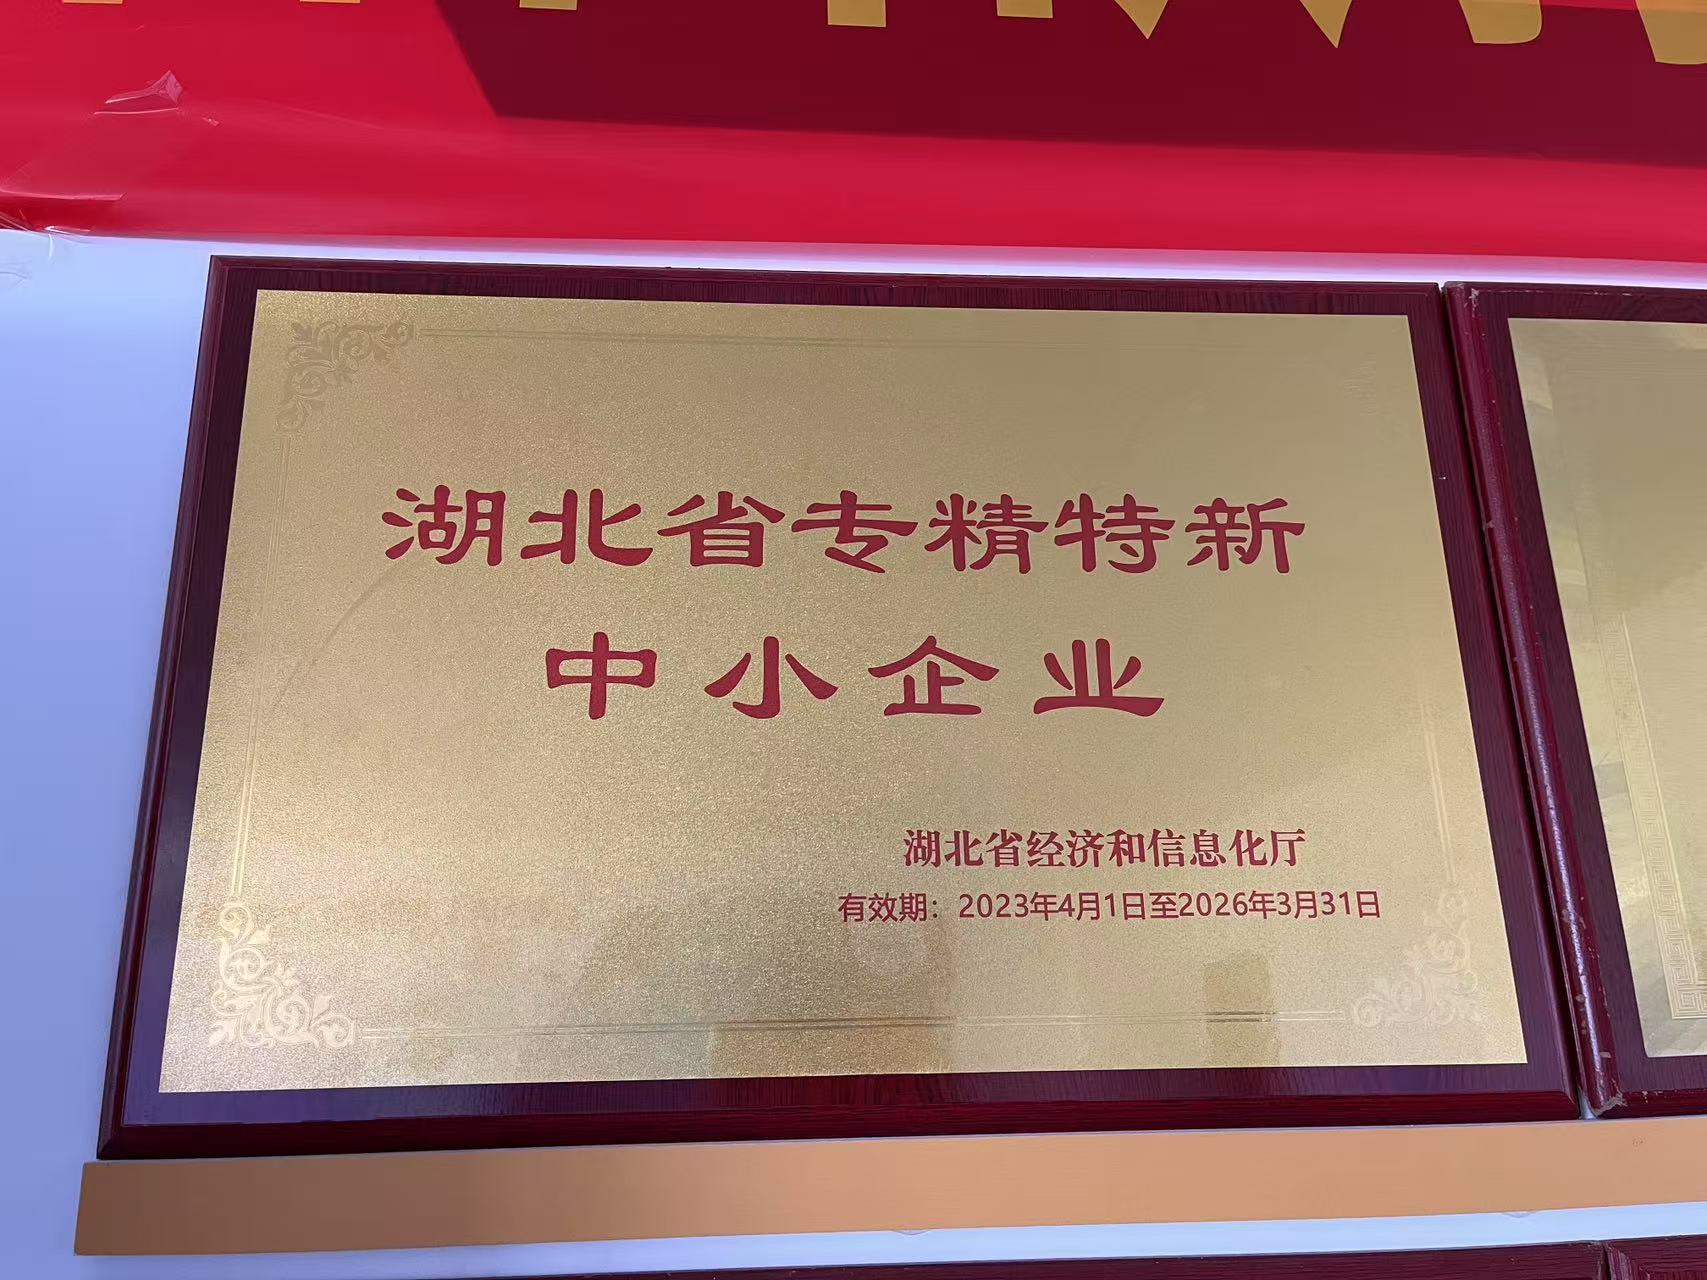 湖北省专精特新
中小企业
湖北省经济和信息化厅
有效期：2023年4月1日至2026年3月31日